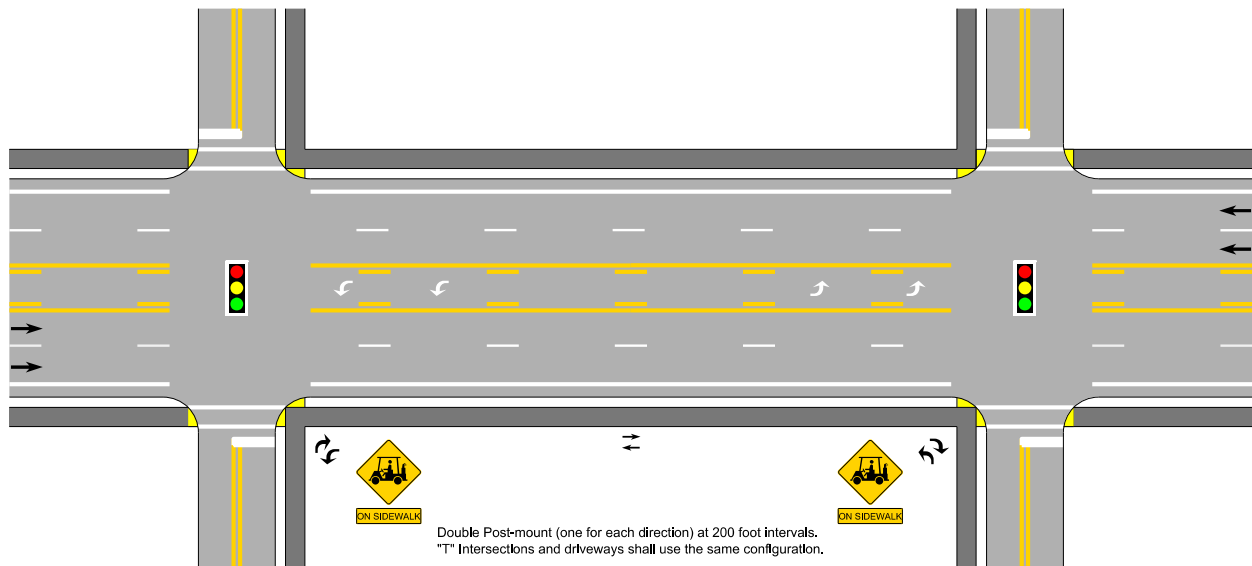 ON SIDEWALK
ON SIDEWALK
Double Post-mount (one for each direction) at 200 foot intervals.
"T" Intersections and driveways shall use the same configuration.